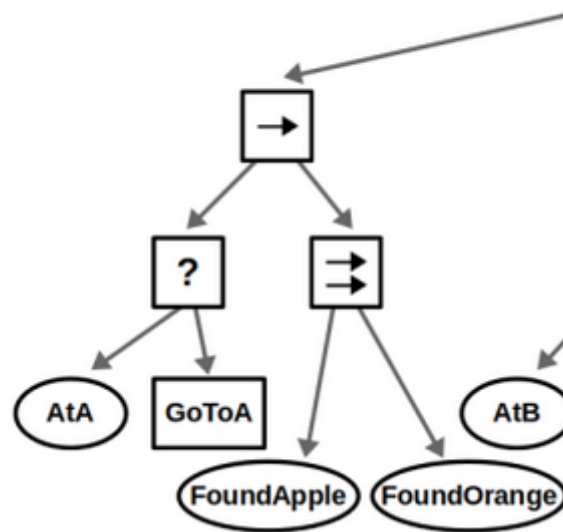 →
?
⇉
AtA
GoToA
AtB
FoundApple
FoundOrange